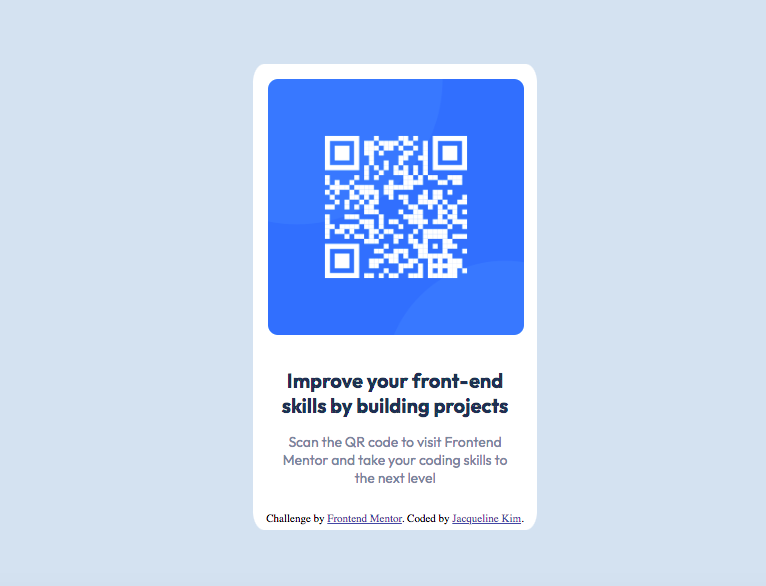 Improve your front-end
skills by building projects
Scan the QR code to visit Frontend
Mentor and take your coding skills to
the next level
Challenge by Frontend Mentor. Coded by Jacqueline Kim.